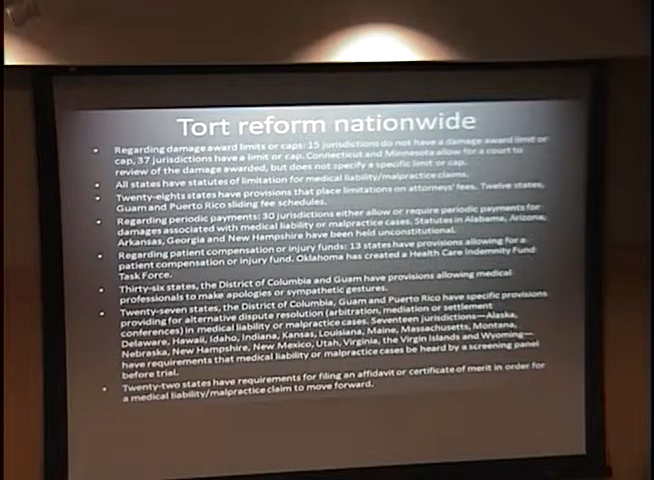 Tort reform nationwide
• Regarding damage award limits or caps: 15 jurisdictions do not have a damage award limit or
cap, 37 jurisdictions have a limit or cap. Connecticut and Minnesota allow for a court to
review of the damage awarded, but does not specify a specific limit or cap.
• All states have statutes of limitation for medical liability/malpractice claims.
• Twenty-eights states have provisions that place limitations on attorneys' fees. Twelve states,
Guam and Puerto Rico sliding fee schedules.
• Regarding periodic payments: 30 jurisdictions either allow or require periodic payments for
damages associated with medical liability or malpractice cases. Statutes in Alabama, Arizona,
Arkansas, Georgia and New Hampshire have been held unconstitutional.
• Regarding patient compensation or injury funds: 13 states have provisions allowing for a
patient compensation or injury fund. Oklahoma has created a Health Care Indemnity Fund
Task Force.
• Thirty-six states, the District of Columbia and Guam have provisions allowing medical
professionals to make apologies or sympathetic gestures.
• Twenty-seven states, the District of Columbia, Guam and Puerto Rico have specific provisions
providing for alternative dispute resolution (arbitration, mediation or settlement
conferences) in medical liability or malpractice cases. Seventeen jurisdictions—Alaska,
Delaware, Hawaii, Idaho, Indiana, Kansas, Louisiana, Maine, Massachusetts, Montana,
Nebraska, New Hampshire, New Mexico, Utah, Virginia, the Virgin Islands and Wyoming—
have requirements that medical liability or malpractice cases be heard by a screening panel
before trial.
• Twenty-two states have requirements for filing an affidavit or certificate of merit in order for
a medical liability/malpractice claim to move forward.